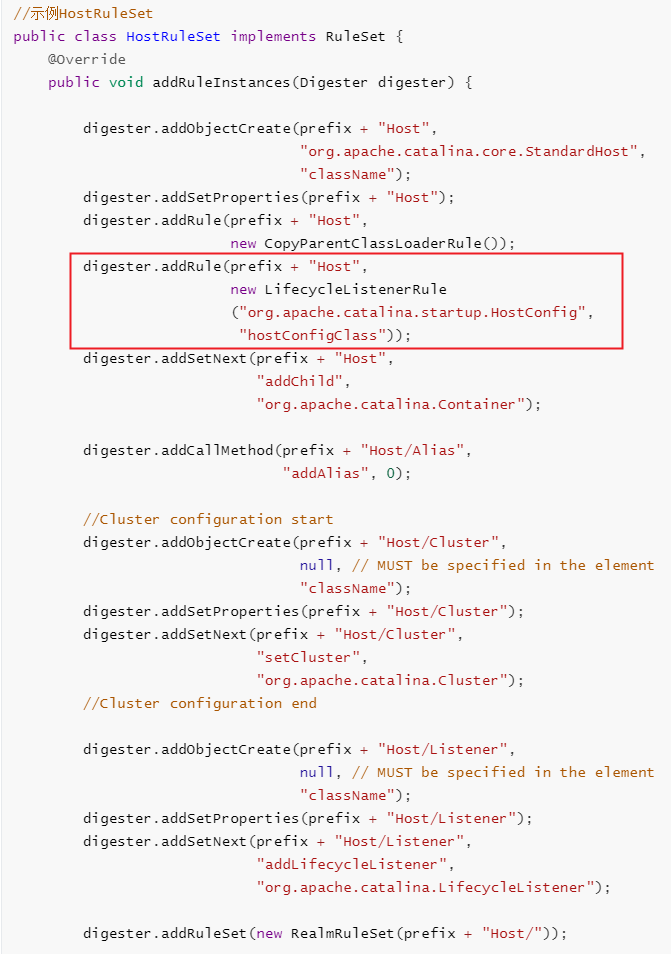 //示例HostRuleSet
public class HostRuleSet implements RuleSet {
    @Override
    public void addRuleInstances(Digester digester) {

        digester.addObjectCreate(prefix + "Host",
                                 "org.apache.catalina.core.StandardHost",
                                 "className");
        digester.addSetProperties(prefix + "Host");
        digester.addRule(prefix + "Host",
                         new CopyParentClassLoaderRule());
        digester.addRule(prefix + "Host",
                         new LifecycleListenerRule
                         ("org.apache.catalina.startup.HostConfig",
                          "hostConfigClass"));
        digester.addSetNext(prefix + "Host",
                            "addChild",
                            "org.apache.catalina.Container");

        digester.addCallMethod(prefix + "Host/Alias",
                               "addAlias", 0);

        //Cluster configuration start
        digester.addObjectCreate(prefix + "Host/Cluster",
                                 null, // MUST be specified in the element
                                 "className");
        digester.addSetProperties(prefix + "Host/Cluster");
        digester.addSetNext(prefix + "Host/Cluster",
                            "setCluster",
                            "org.apache.catalina.Cluster");
        //Cluster configuration end

        digester.addObjectCreate(prefix + "Host/Listener",
                                 null, // MUST be specified in the element
                                 "className");
        digester.addSetProperties(prefix + "Host/Listener");
        digester.addSetNext(prefix + "Host/Listener",
                            "addLifecycleListener",
                            "org.apache.catalina.LifecycleListener");

        digester.addRuleSet(new RealmRuleSet(prefix + "Host/"));